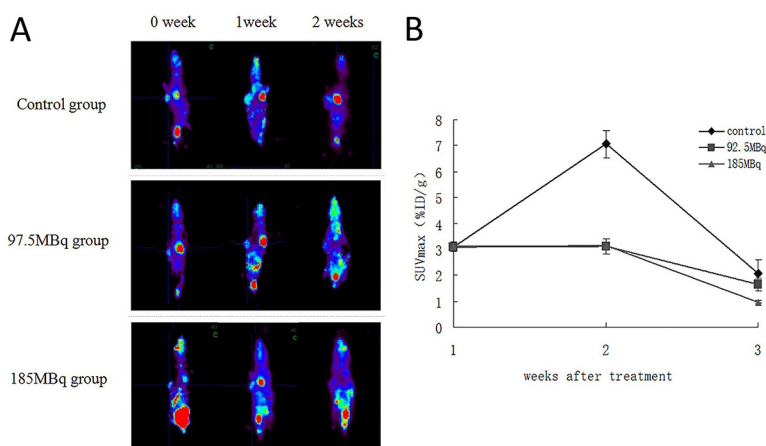 A
0 week 1week 2 weeks
Control group
97.5MBq group
185MBq group
B
8
7
6
5
4
3
2
1
0
SUVmax (%ID/g)
control
92.5MBq
185MBq
1 2 3
weeks after treatment